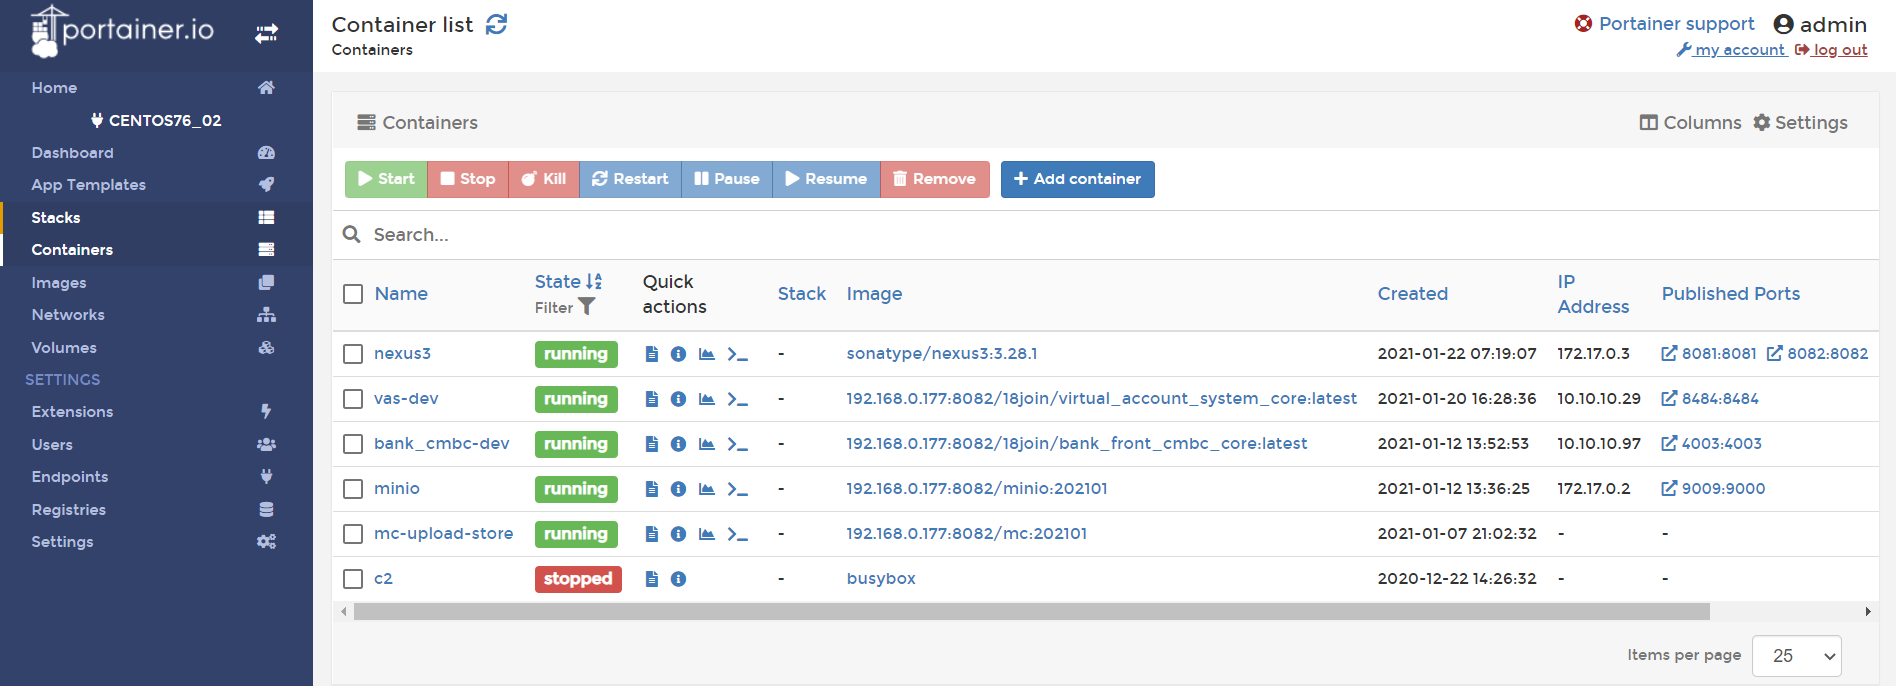 portainer.io
Home
CENTOS76_02
Dashboard
App Templates
Stacks
Containers
Images
Networks
Volumes
SETTINGS
Extensions
Users
Endpoints
Registries
Settings
Container list
Containers
Portainer support admin
my account log out
Containers
Columns Settings
Start Stop Kill Restart Pause Resume Remove Add container
Search...
Name State Filter Quick actions Stack Image Created IP Address Published Ports
nexus3 running - sonatype/nexus3:3.28.1 2021-01-22 07:19:07 172.17.0.3 8081:8081 8082:8082
vas-dev running - 192.168.0.177:8082/18join/virtual_account_system_core:latest 2021-01-20 16:28:36 10.10.10.29 8484:8484
bank_cmbc-dev running - 192.168.0.177:8082/18join/bank_front_cmbc_core:latest 2021-01-12 13:52:53 10.10.10.97 4003:4003
minio running - 192.168.0.177:8082/minio:202101 2021-01-12 13:36:25 172.17.0.2 9009:9000
mc-upload-store running - 192.168.0.177:8082/mc:202101 2021-01-07 21:02:32 - -
c2 stopped - busybox 2020-12-22 14:26:32 - -
Items per page 25